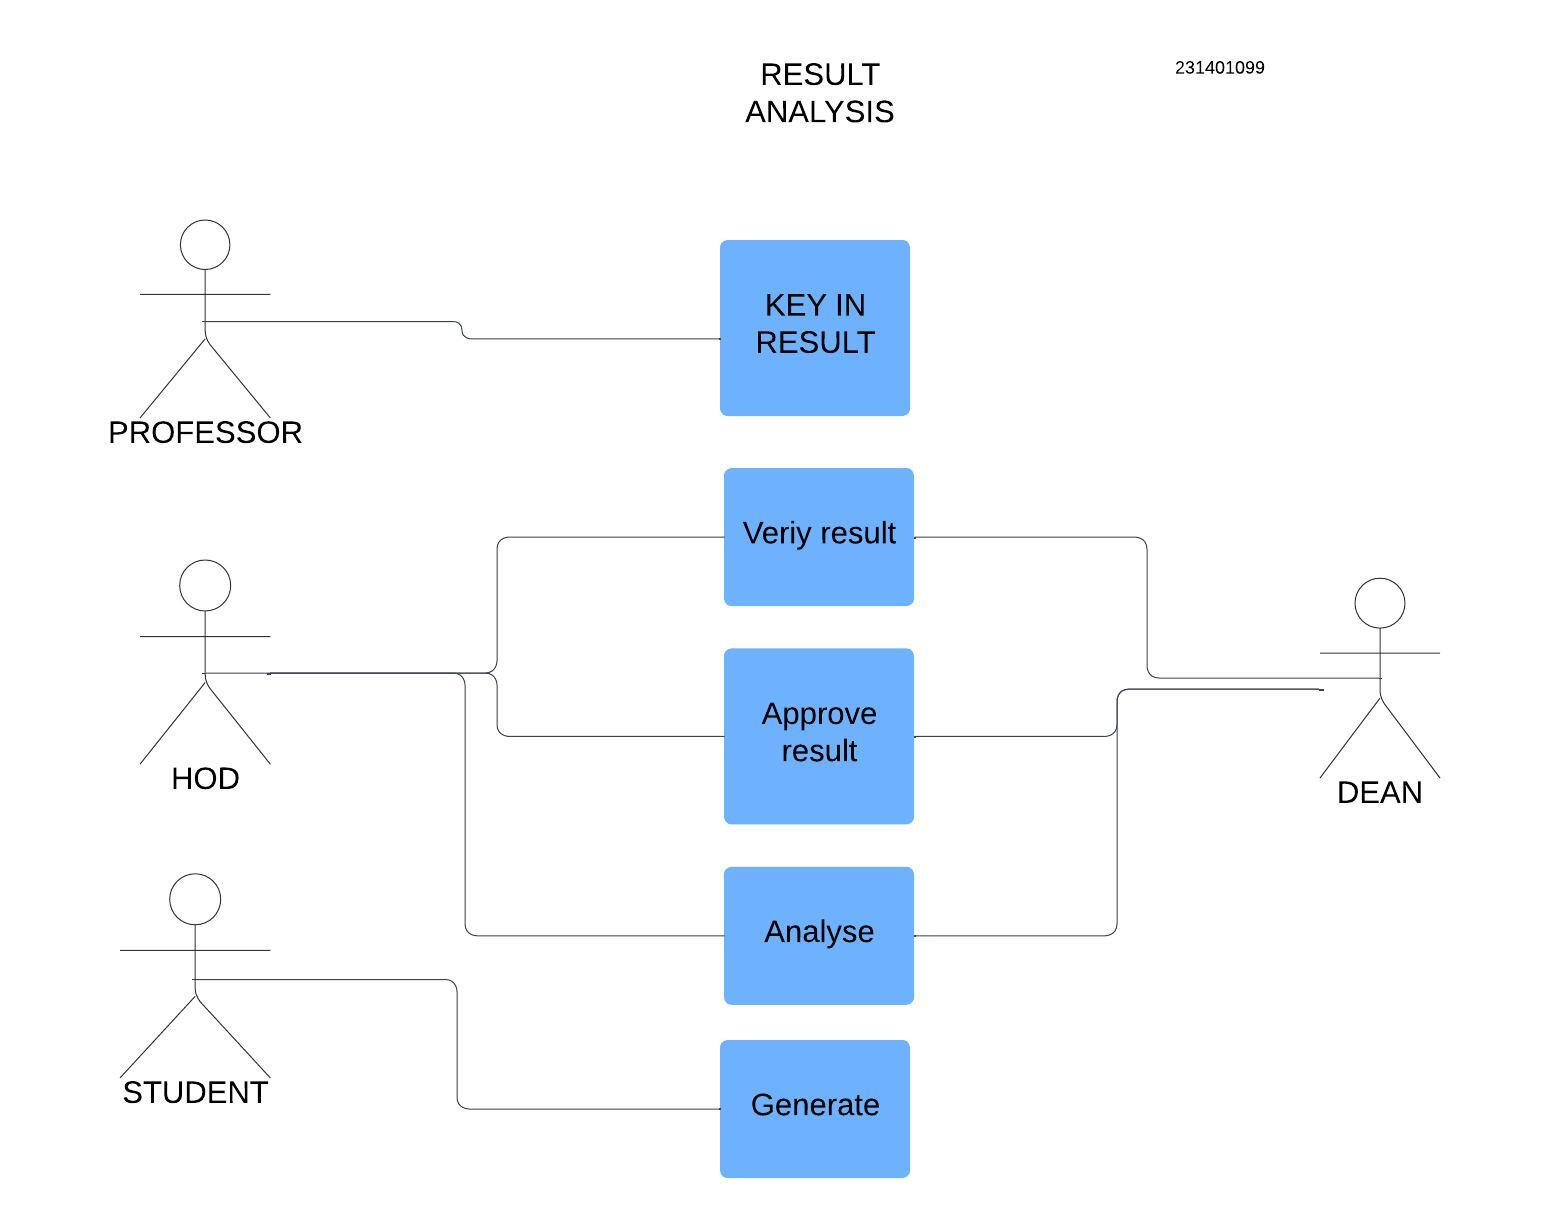 RESULT
ANALYSIS
231401099
KEY IN
RESULT
PROFESSOR
Veriy result
Approve
result
HOD
DEAN
Analyse
STUDENT
Generate